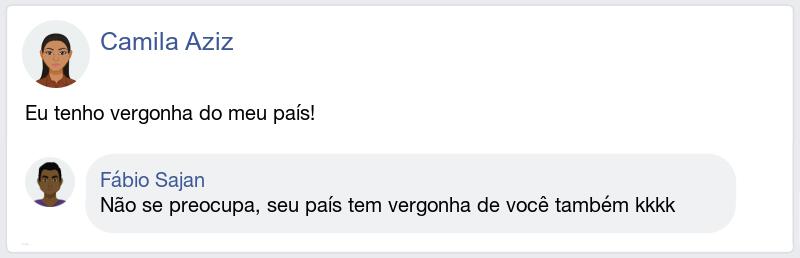 Camila Aziz
Eu tenho vergonha do meu país!
Fábio Sajan
Não se preocupa, seu país tem vergonha de você também kkkk